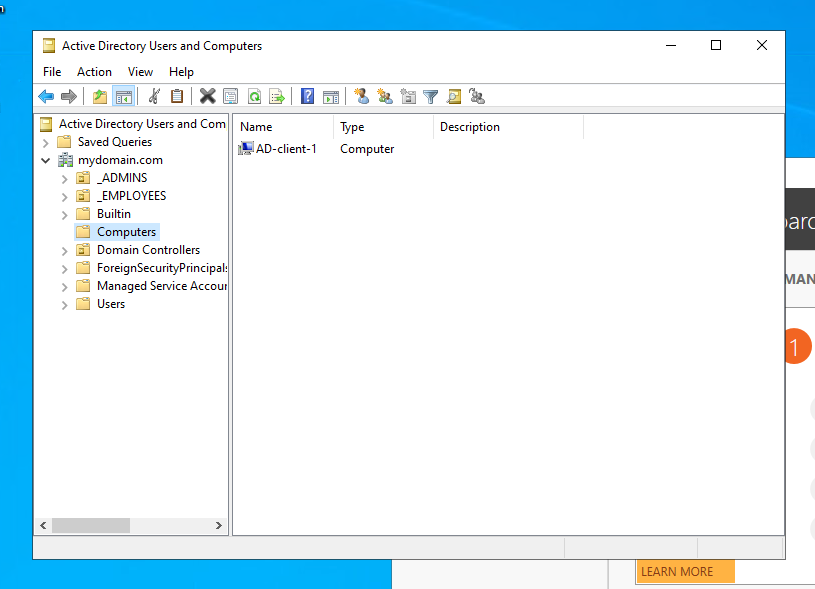 Active Directory Users and Computers
File Action View Help
Active Directory Users and Com
Saved Queries
mydomain.com
_ADMINS
_EMPLOYEES
Builtin
Computers
Domain Controllers
ForeignSecurityPrincipals
Managed Service Accour
Users
Name Type Description
AD-client-1 Computer
MAN
1
LEARN MORE